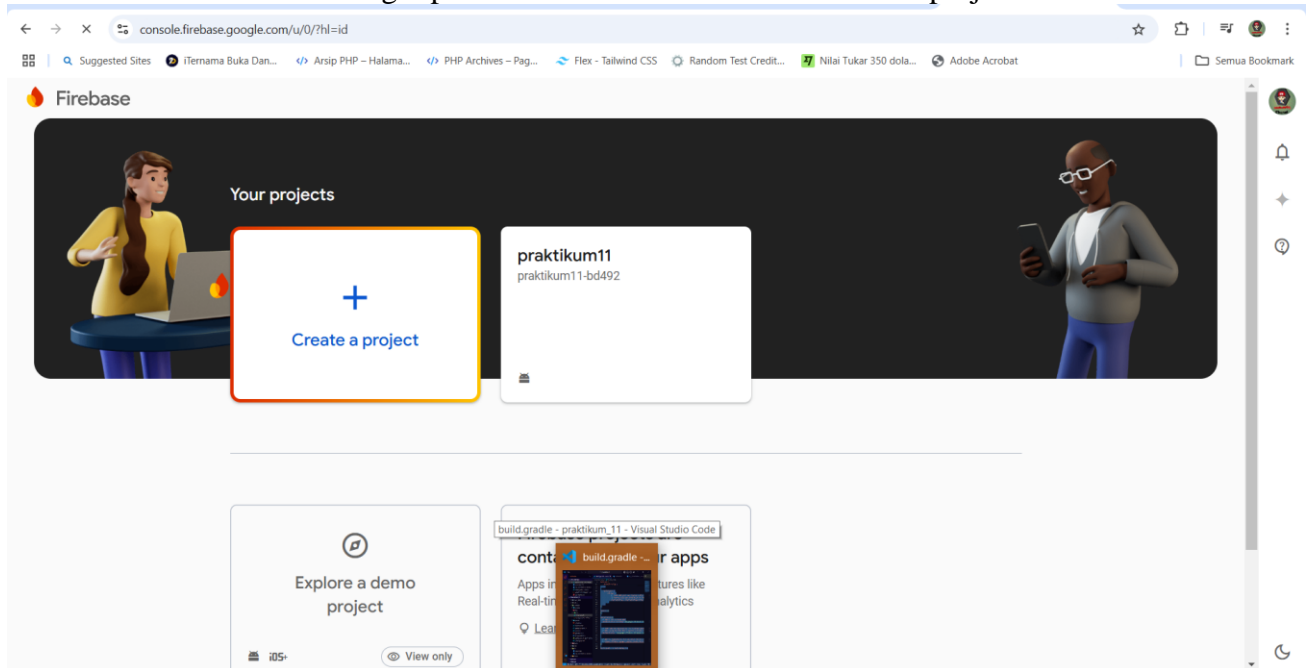 console.firebase.google.com/u/0/?hl=id
Suggested Sites
iTernama Buka Dan...
Arsip PHP – Halama...
PHP Archives – Pag...
Flex - Tailwind CSS
Random Test Credit...
Nilai Tukar 350 dola...
Adobe Acrobat
Semua Bookmark
Firebase
Your projects
Create a project
praktikum11
praktikum11-bd492
build.gradle - praktikum_11 - Visual Studio Code
build.gradle -...
Explore a demo
project
iOS+
View only
r apps
Apps in
tures like
Real-tin
alytics